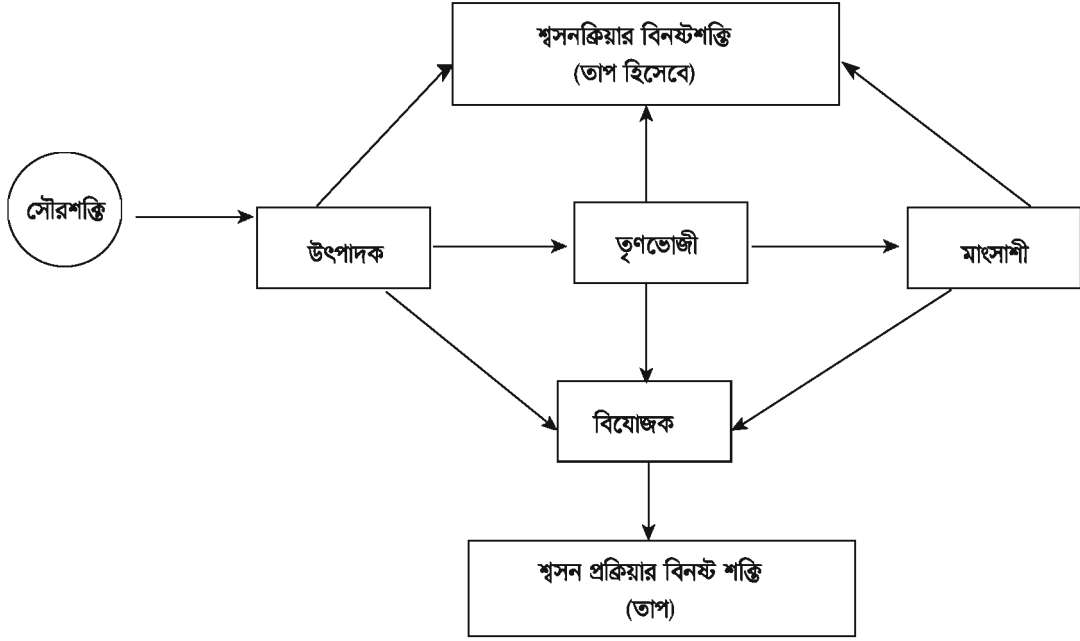 শ্বসনক্রিয়ার বিনষ্টশক্তি
(তাপ হিসেবে)
সৌরশক্তি
উৎপাদক
তৃণভোজী
মাংসাশী
বিযোজক
শ্বসন প্রক্রিয়ার বিনষ্ট শক্তি
(তাপ)